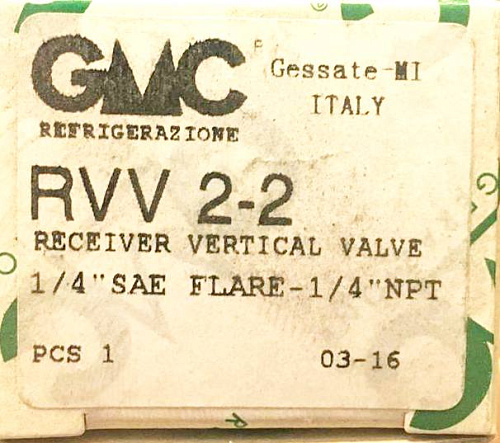 GMC
Gessate-MI
ITALY
REFRIGERAZIONE
RVV 2-2
RECEIVER VERTICAL VALVE
1/4"SAE FLARE-1/4"NPT
PCS 1
03-16